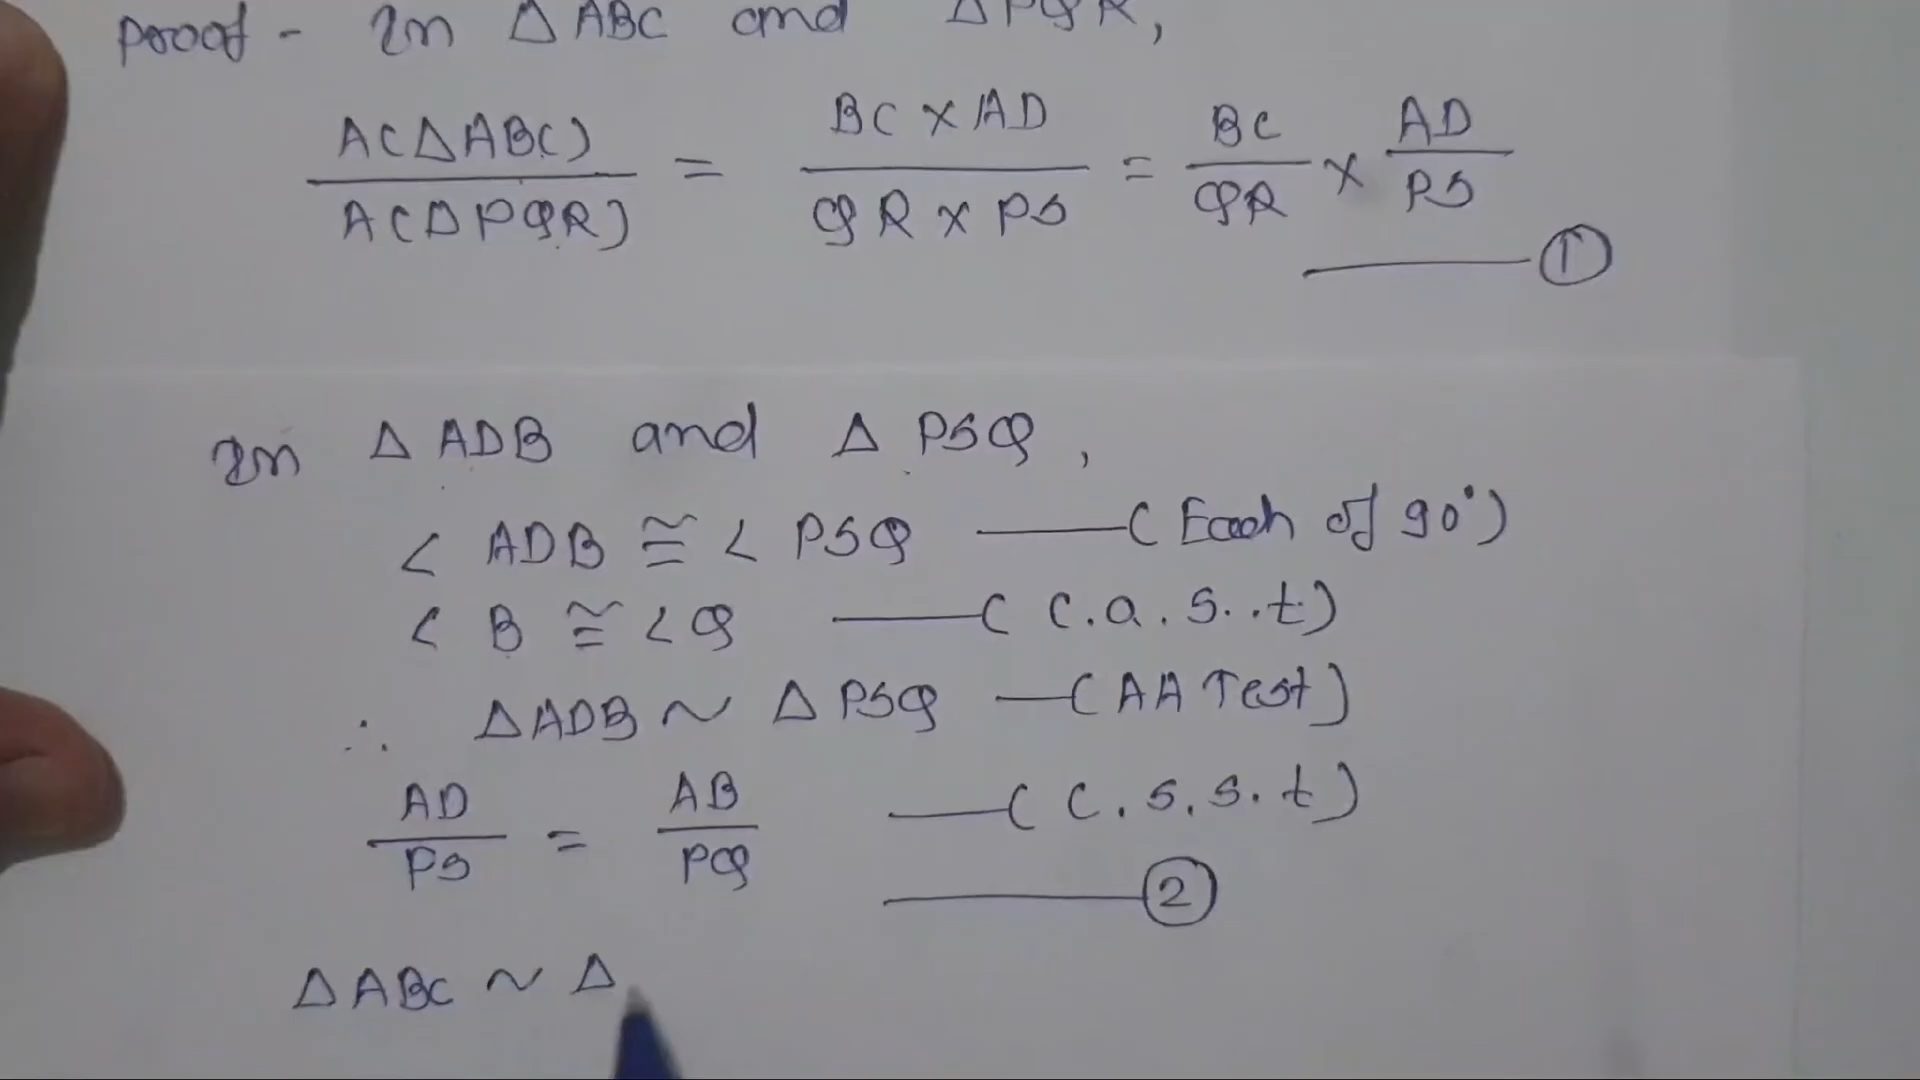 Proof - In △ ABC and △ PQR,
A(△ABC) / A(△PQR) = BC × AD / QR × PS = BC / QR × AD / PS
①
In △ ADB and △ PSQ,
< ADB ≅ < PSQ —(Each of 90°)
< B ≅ < Q —( c.a.s..t)
∴ △ADB ~ △PSQ —(AA Test)
AD / PS = AB / PQ —( c.s.s.t)
②
△ABC ~ △